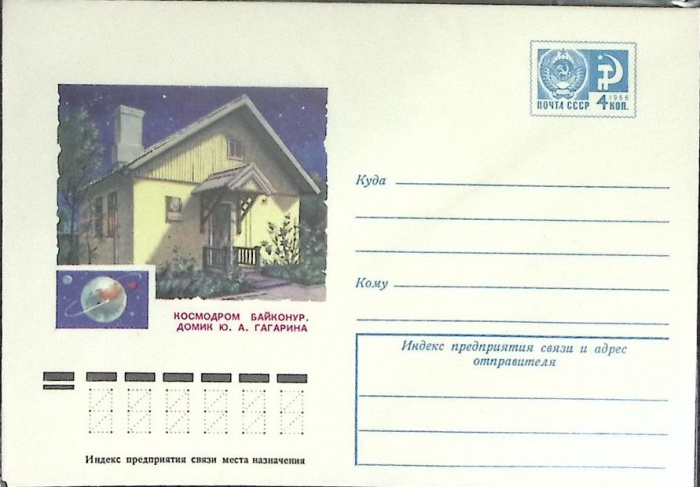 ПОЧТА СССР 4 1966 КОП.
КОСМОДРОМ БАЙКОНУР.
ДОМИК Ю. А. ГАГАРИНА
Куда
Кому
Индекс предприятия связи и адрес
отправителя
Индекс предприятия связи места назначения